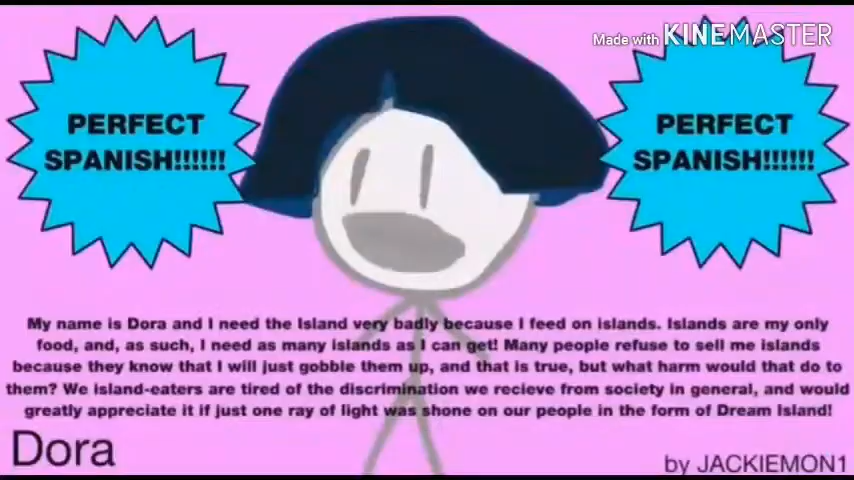 Made with KINEMASTER
PERFECT
SPANISH!!!!!!
PERFECT
SPANISH!!!!!!
My name is Dora and I need the Island very badly because I feed on islands. Islands are my only
food, and, as such, I need as many islands as I can get! Many people refuse to sell me islands
because they know that I will just gobble them up, and that is true, but what harm would that do to
them? We island-eaters are tired of the discrimination we recieve from society in general, and would
greatly appreciate it if just one ray of light was shone on our people in the form of Dream Island!
Dora
by JACKIEMON1